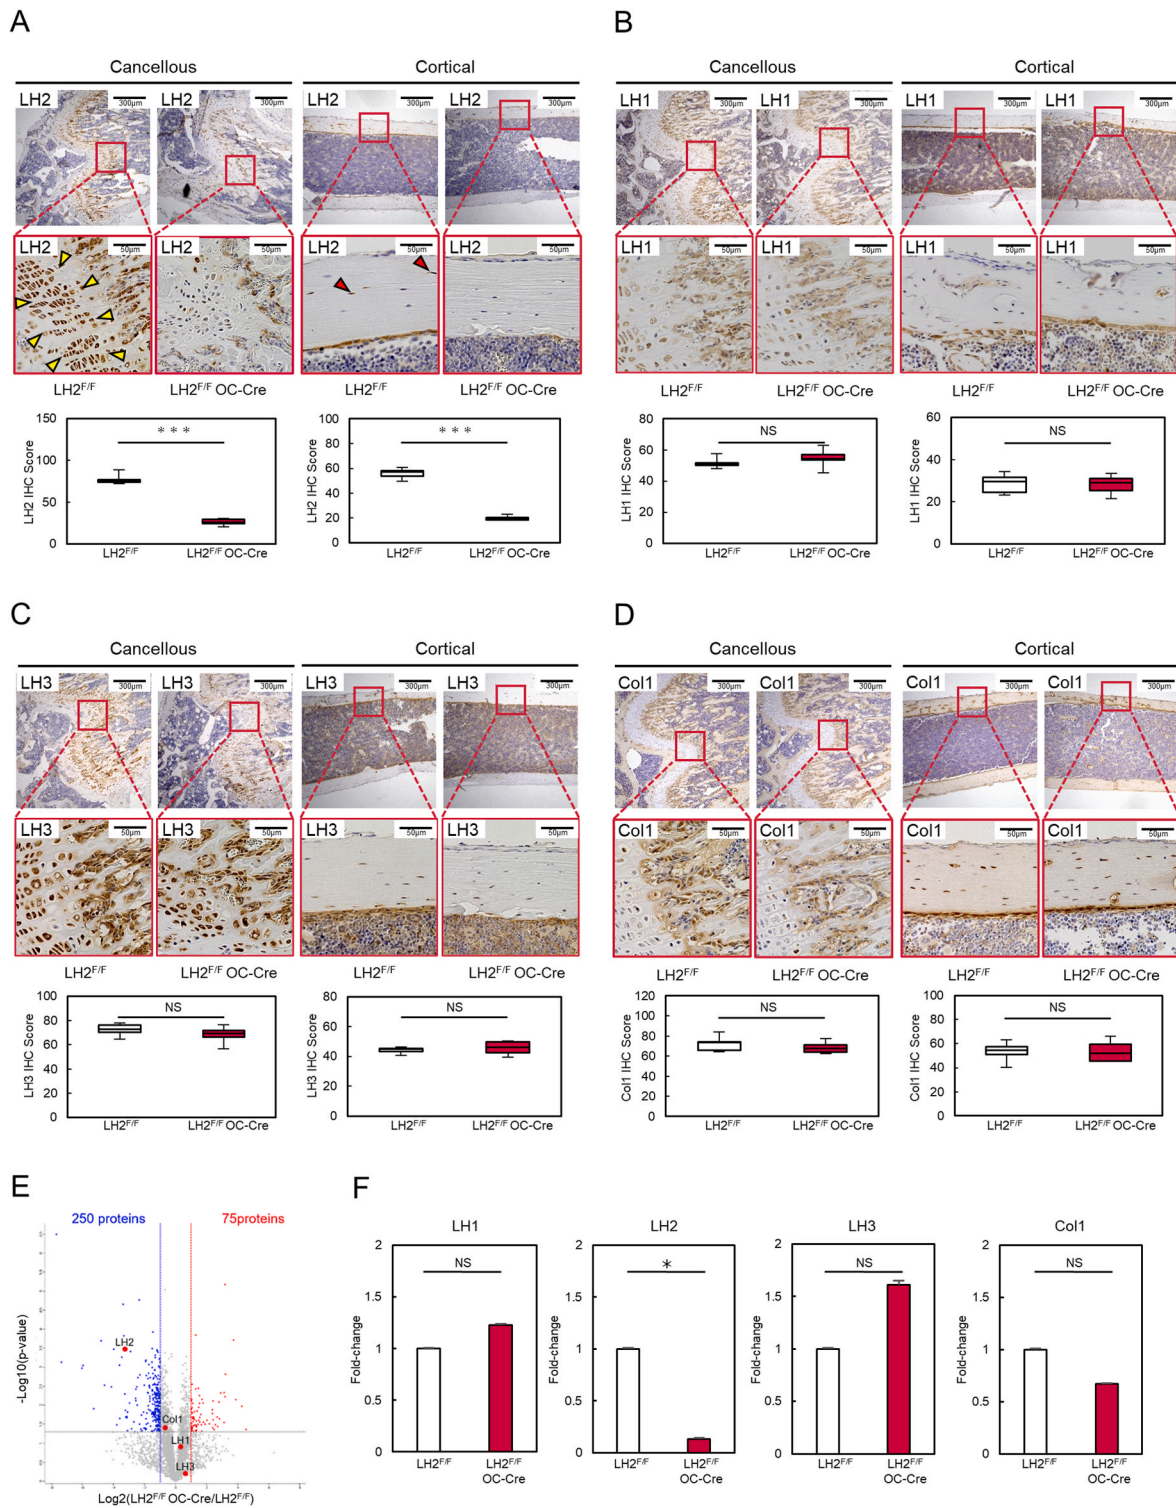 A
Cancellous
Cortical
LH2
300μm
LH2
300μm
LH2
300μm
LH2
300μm
LH2
50μm
LH2
50μm
LH2
50μm
LH2
50μm
LH2F/F
LH2F/F OC-Cre
LH2F/F
LH2F/F OC-Cre
LH2 IHC Score
150
100
50
0
***
LH2F/F
LH2F/F OC-Cre
LH2 IHC Score
100
80
60
40
20
0
***
LH2F/F
LH2F/F OC-Cre
B
Cancellous
Cortical
LH1
300μm
LH1
300μm
LH1
300μm
LH1
300μm
LH1
50μm
LH1
50μm
LH1
50μm
LH1
50μm
LH2F/F
LH2F/F OC-Cre
LH2F/F
LH2F/F OC-Cre
LH1 IHC Score
80
60
40
20
0
NS
LH2F/F
LH2F/F OC-Cre
LH1 IHC Score
60
40
20
0
NS
LH2F/F
LH2F/F OC-Cre
C
Cancellous
Cortical
LH3
300μm
LH3
300μm
LH3
300μm
LH3
300μm
LH3
50μm
LH3
50μm
LH3
50μm
LH3
50μm
LH2F/F
LH2F/F OC-Cre
LH2F/F
LH2F/F OC-Cre
LH3 IHC Score
100
80
60
40
20
0
NS
LH2F/F
LH2F/F OC-Cre
LH3 IHC Score
80
60
40
20
0
NS
LH2F/F
LH2F/F OC-Cre
D
Cancellous
Cortical
Col1
300μm
Col1
300μm
Col1
300μm
Col1
300μm
Col1
50μm
Col1
50μm
Col1
50μm
Col1
50μm
LH2F/F
LH2F/F OC-Cre
LH2F/F
LH2F/F OC-Cre
Col1 IHC Score
120
100
80
60
40
20
0
NS
LH2F/F
LH2F/F OC-Cre
Col1 IHC Score
100
80
60
40
20
0
NS
LH2F/F
LH2F/F OC-Cre
E
250 proteins
75proteins
-Log10(p-value)
LH2
Col1
LH1
LH3
Log2(LH2F/F OC-Cre/LH2F/F)
F
LH1
Fold-change
2
1.5
1
0.5
0
NS
LH2F/F
LH2F/F
OC-Cre
LH2
Fold-change
2
1.5
1
0.5
0
*
LH2F/F
LH2F/F
OC-Cre
LH3
Fold-change
2
1.5
1
0.5
0
NS
LH2F/F
LH2F/F
OC-Cre
Col1
Fold-change
2
1.5
1
0.5
0
NS
LH2F/F
LH2F/F
OC-Cre